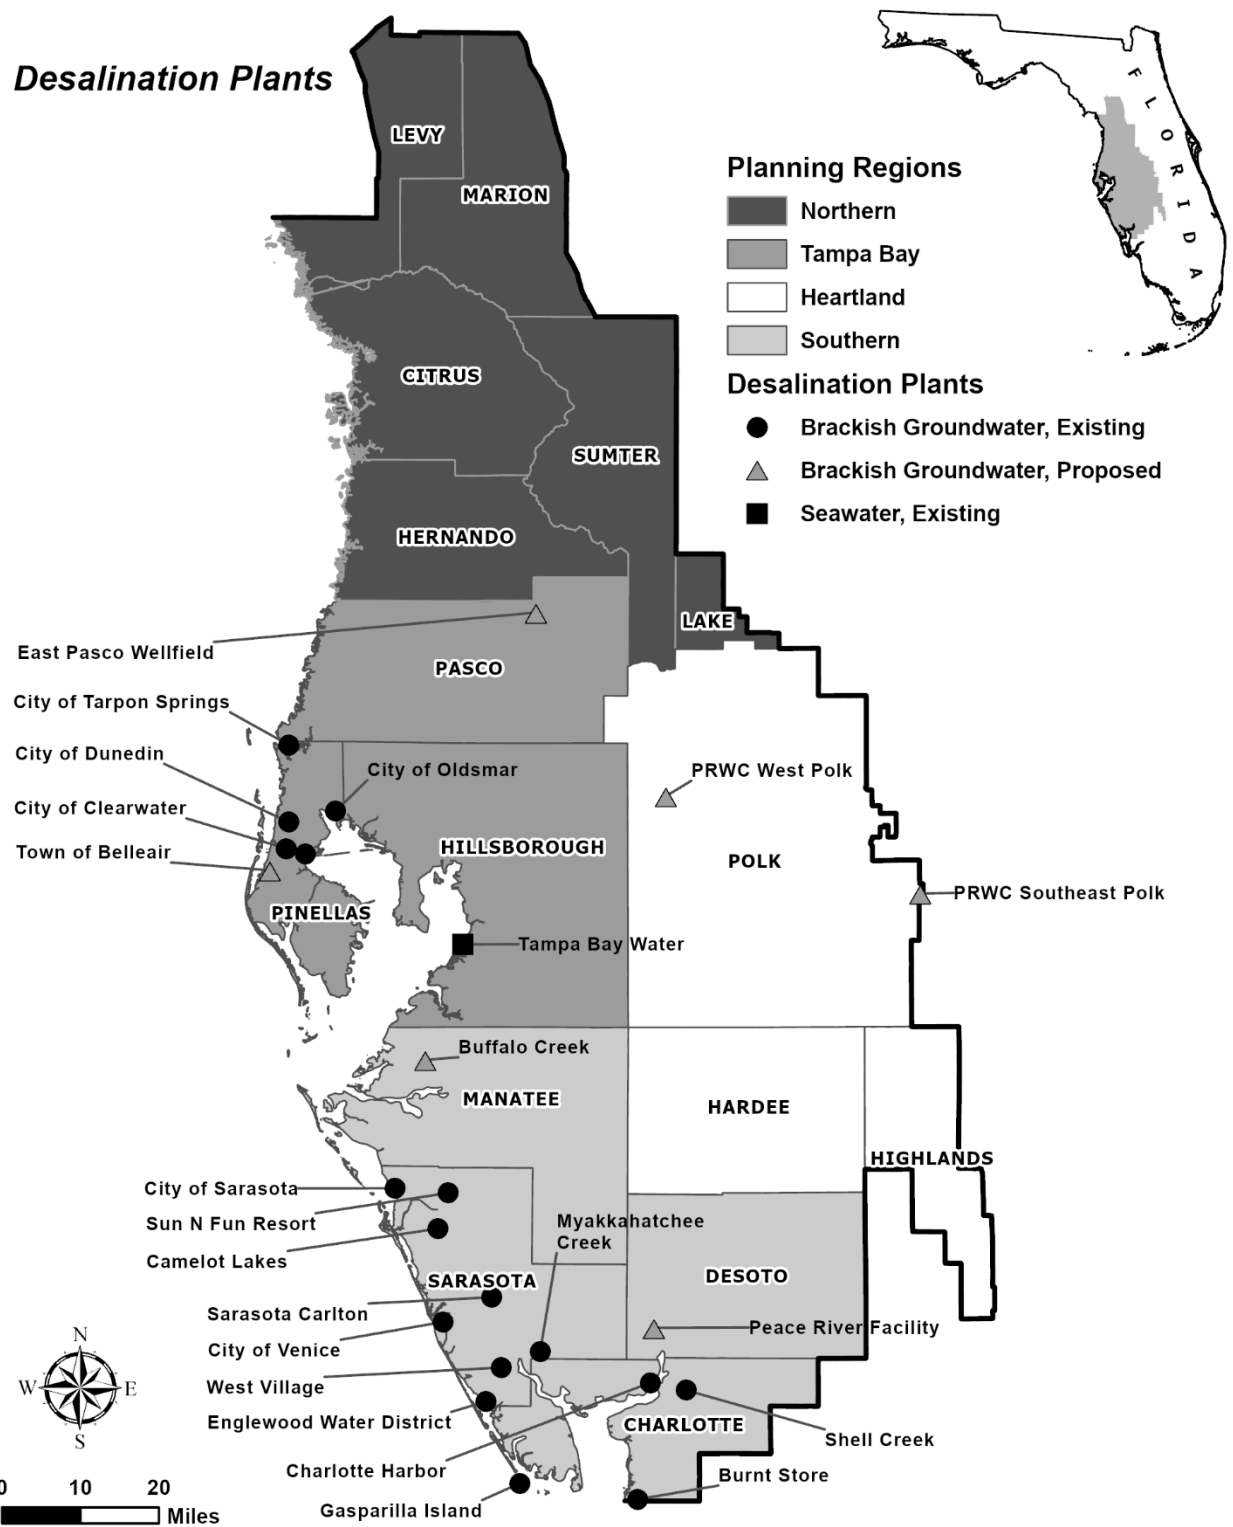 Desalination Plants
FLORIDA
Planning Regions
Northern
Tampa Bay
Heartland
Southern
Desalination Plants
Brackish Groundwater, Existing
Brackish Groundwater, Proposed
Seawater, Existing
LEVY
MARION
CITRUS
SUMTER
HERNANDO
LAKE
East Pasco Wellfield
PASCO
City of Tarpon Springs
City of Dunedin
City of Oldsmar
PRWC West Polk
City of Clearwater
HILLSBOROUGH
Town of Belleair
POLK
PRWC Southeast Polk
PINELLAS
Tampa Bay Water
Buffalo Creek
MANATEE
HARDEE
HIGHLANDS
City of Sarasota
Sun N Fun Resort
Myakkahatchee
Creek
Camelot Lakes
SARASOTA
DESOTO
Sarasota Carlton
Peace River Facility
City of Venice
West Village
Englewood Water District
CHARLOTTE
Shell Creek
Charlotte Harbor
Burnt Store
Gasparilla Island
N
W E
S
0 10 20
Miles